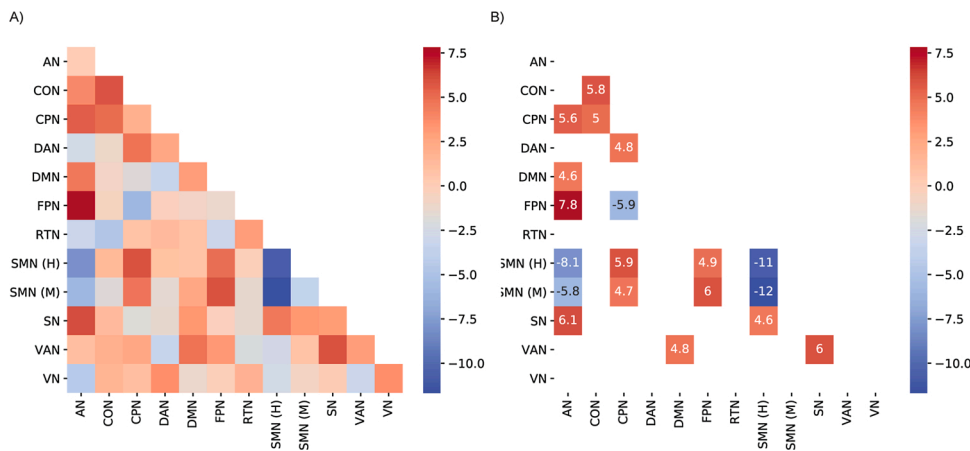 A)
AN
CON
CPN
DAN
DMN
FPN
RTN
SMN (H)
SMN (M)
SN
VAN
VN
AN
CON
CPN
DAN
DMN
FPN
RTN
SMN (H)
SMN (M)
SN
VAN
VN
7.5
5.0
2.5
0.0
−2.5
−5.0
−7.5
−10.0
B)
AN
CON 5.8
CPN 5.6 5
DAN 4.8
DMN 4.6
FPN 7.8 -5.9
RTN
SMN (H) -8.1 5.9 4.9 -11
SMN (M) -5.8 4.7 6 -12
SN 6.1 4.6
VAN 4.8 6
VN
AN
CON
CPN
DAN
DMN
FPN
RTN
SMN (H)
SMN (M)
SN
VAN
VN
7.5
5.0
2.5
0.0
−2.5
−5.0
−7.5
−10.0